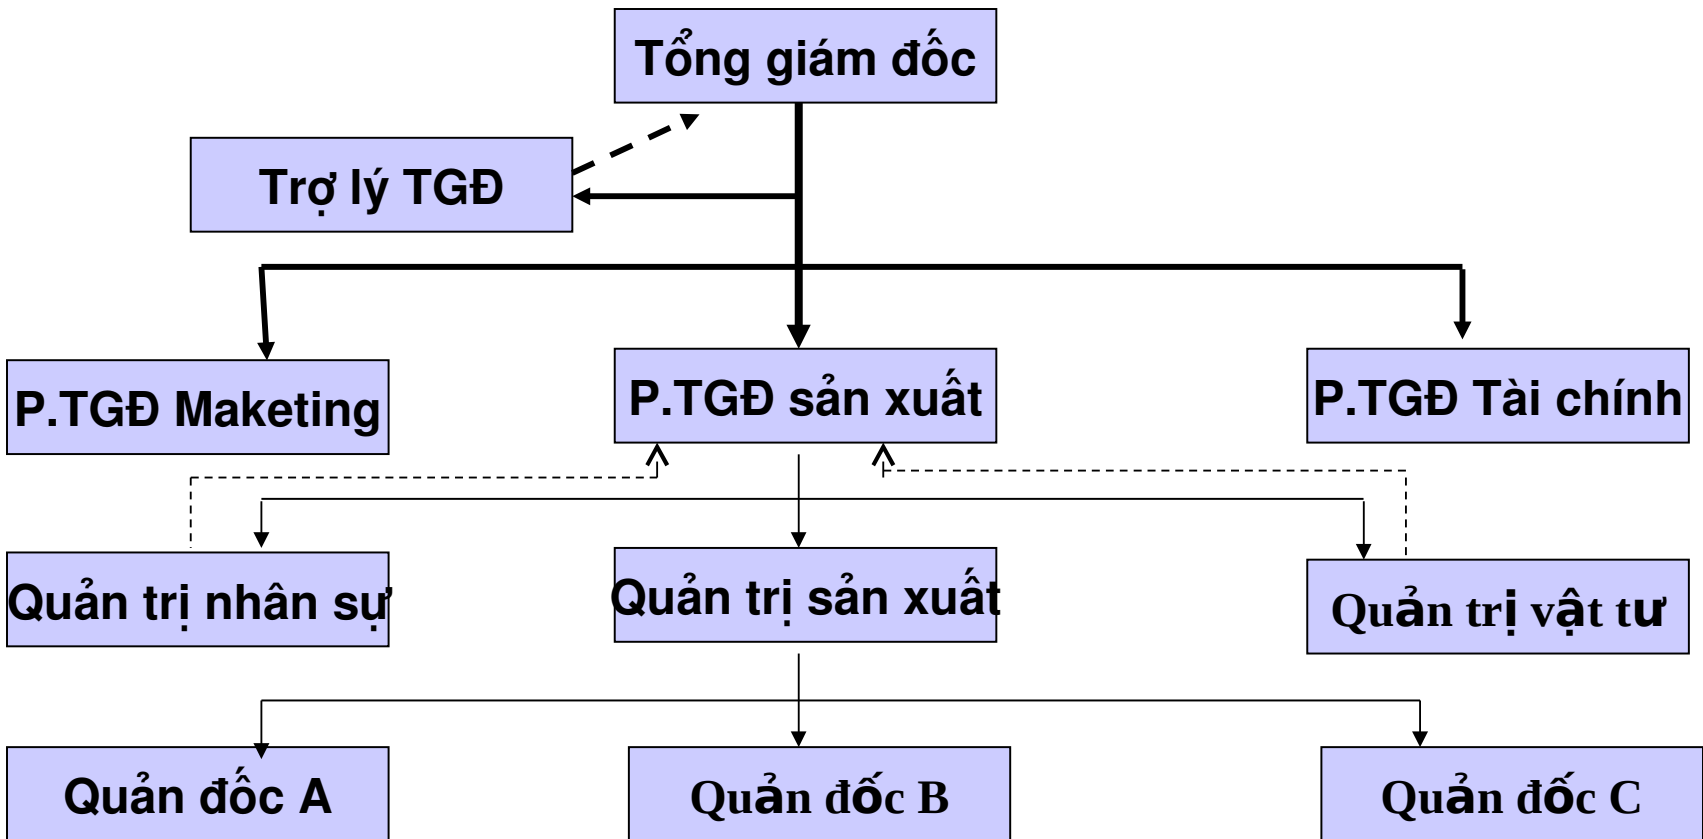 Tổng giám đốc
Trợ lý TGĐ
P.TGĐ Maketing
P.TGĐ sản xuất
P.TGĐ Tài chính
Quản trị nhân sự
Quản trị sản xuất
Quản trị vật tư
Quản đốc A
Quản đốc B
Quản đốc C